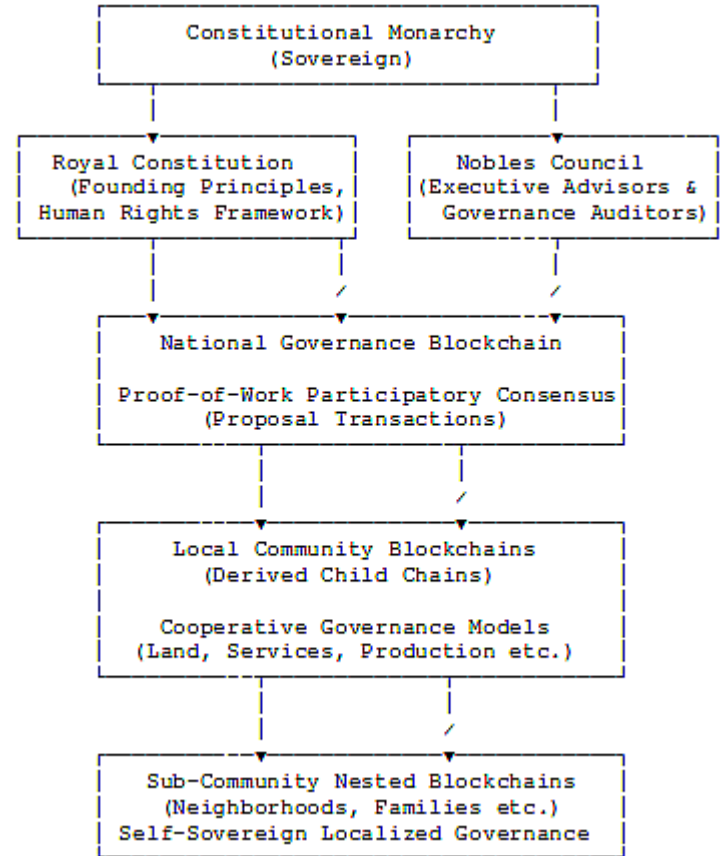 Constitutional Monarchy
(Sovereign)
Royal Constitution
(Founding Principles,
Human Rights Framework)
Nobles Council
(Executive Advisors &
Governance Auditors)
National Governance Blockchain
Proof-of-Work Participatory Consensus
(Proposal Transactions)
Local Community Blockchains
(Derived Child Chains)
Cooperative Governance Models
(Land, Services, Production etc.)
Sub-Community Nested Blockchains
(Neighborhoods, Families etc.)
Self-Sovereign Localized Governance